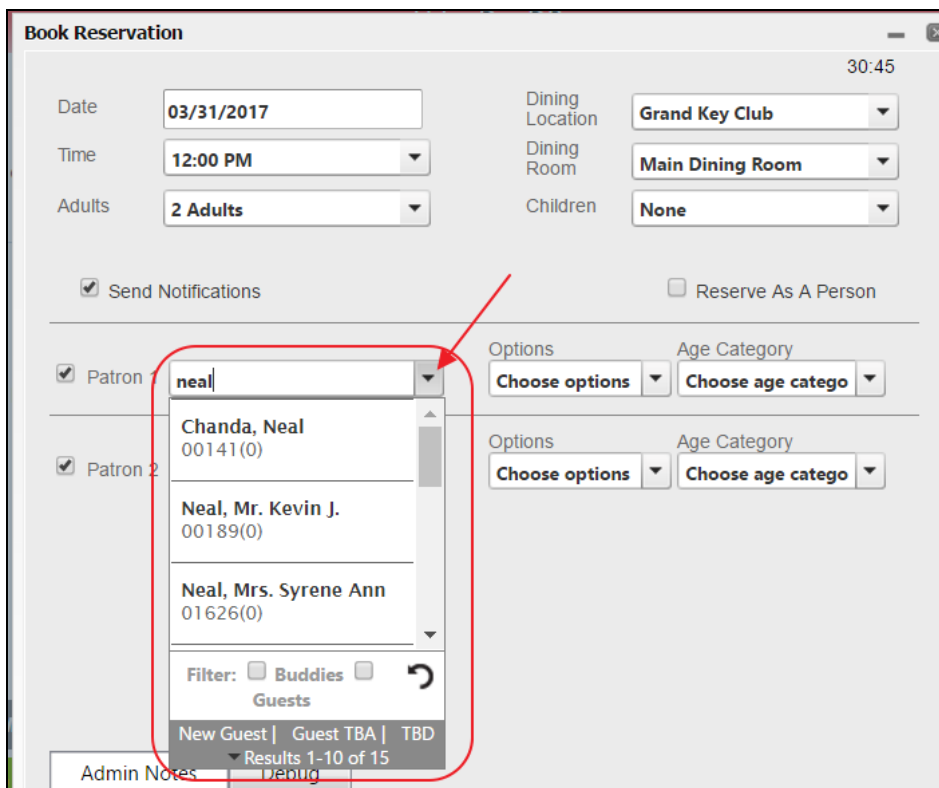 Book Reservation
30:45
Date 03/31/2017 Dining Location Grand Key Club
Time 12:00 PM Dining Room Main Dining Room
Adults 2 Adults Children None
Send Notifications Reserve As A Person
Options Age Category
Patron 1 neal Choose options Choose age catego
Chanda, Neal
00141(0)
Options Age Category
Patron 2 Choose options Choose age catego
Neal, Mr. Kevin J.
00189(0)
Neal, Mrs. Syrene Ann
01626(0)
Filter: Buddies
Guests
New Guest | Guest TBA | TBD
Results 1-10 of 15
Admin Notes Debug